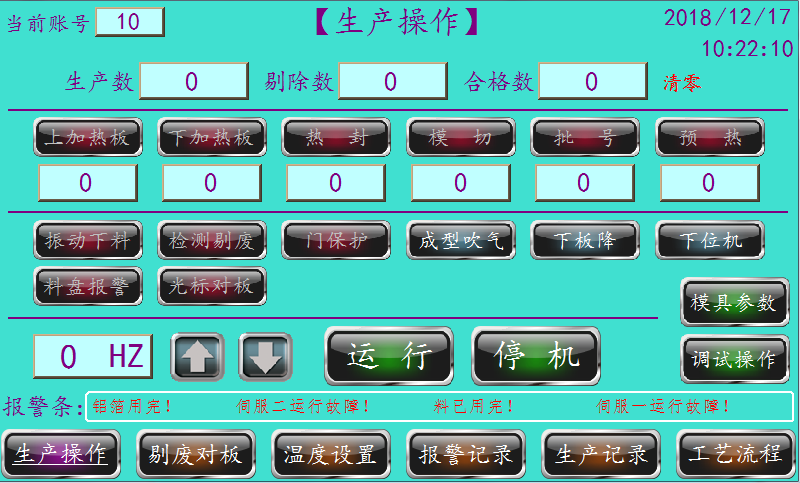 当前账号 10 【生产操作】 2018/12/17
10:22:10
生产数 0 剔除数 0 合格数 0 清零
上加热板 下加热板 热封 模切 批号 预热
0 0 0 0 0 0
振动下料 检测剔废 门保护 成型吹气 下板降 下位机
料盘报警 光标对板
模具参数
0 HZ 运行 停机 调试操作
报警条: 铝箔用完! 伺服二运行故障! 料已用完! 伺服一运行故障!
生产操作 剔废对板 温度设置 报警记录 生产记录 工艺流程